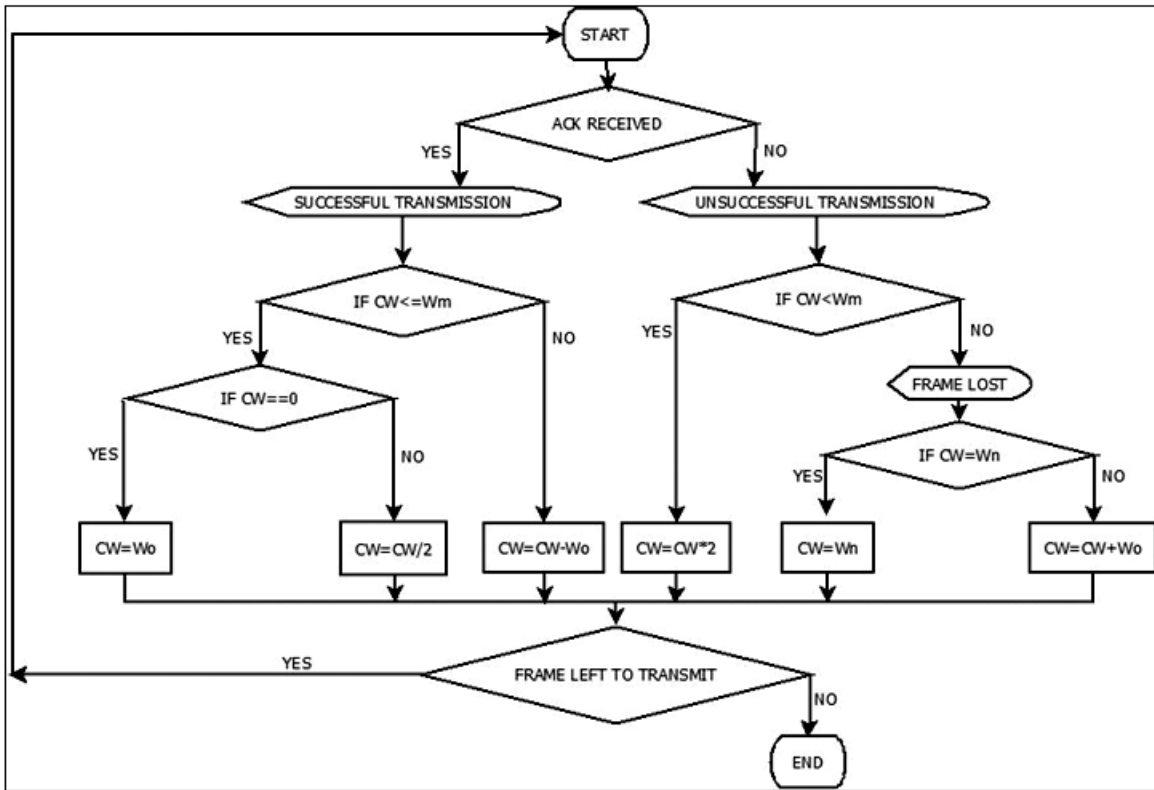 START
ACK RECEIVED
YES
NO
SUCCESSFUL TRANSMISSION
UNSUCCESSFUL TRANSMISSION
IF CW<=Wm
IF CW<Wm
YES
NO
YES
NO
IF CW==0
FRAME LOST
YES
NO
IF CW=Wn
YES
NO
CW=Wo
CW=CW/2
CW=CW-Wo
CW=CW*2
CW=Wn
CW=CW+Wo
YES
FRAME LEFT TO TRANSMIT
NO
END